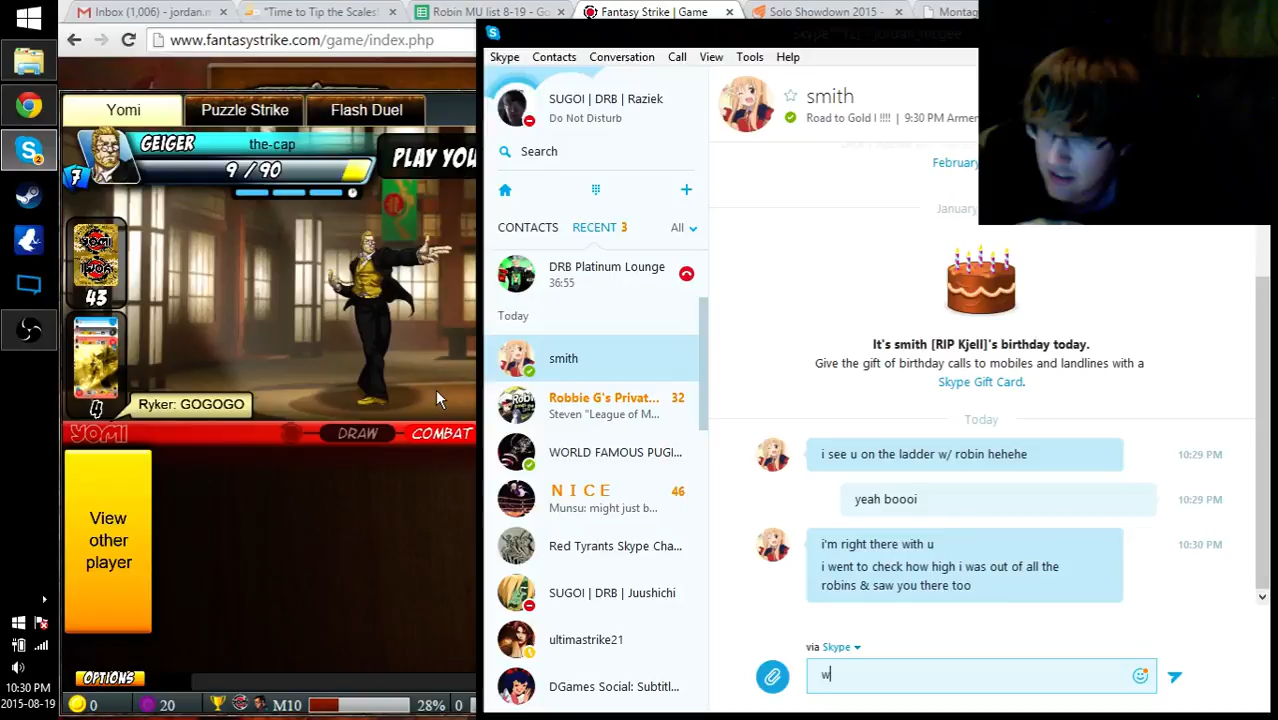 Inbox (1,006) - jordan.m
"Time to Tip the Scales!
Robin MU list 8-19 - Go
Fantasy Strike | Game
Solo Showdown 2015 -
Montag
www.fantasystrike.com/game/index.php
Yomi
Puzzle Strike
Flash Duel
GEIGER
the-cap
PLAY YOU
7
9 / 90
43
4
Ryker: GOGOGO
YOMI
DRAW
COMBAT
View
other
player
OPTIONS
0
20
M10
28%
0
10:30 PM
2015-08-19
Skype
Contacts
Conversation
Call
View
Tools
Help
SUGOI | DRB | Raziek
Do Not Disturb
Search
CONTACTS
RECENT 3
All
DRB Platinum Lounge
36:55
Today
smith
Robbie G's Privat...
32
Steven "League of M...
WORLD FAMOUS PUGI...
N I C E
46
Munsu: might just b...
Red Tyrants Skype Cha...
SUGOI | DRB | Juushichi
ultimastrike21
DGames Social: Subtitl...
smith
Road to Gold I !!!! | 9:30 PM Armen
February
January
It's smith [RIP Kjell]'s birthday today.
Give the gift of birthday calls to mobiles and landlines with a
Skype Gift Card.
Today
i see u on the ladder w/ robin hehehe
10:29 PM
yeah boooi
10:29 PM
i'm right there with u
10:30 PM
i went to check how high i was out of all the
robins & saw you there too
via Skype
w